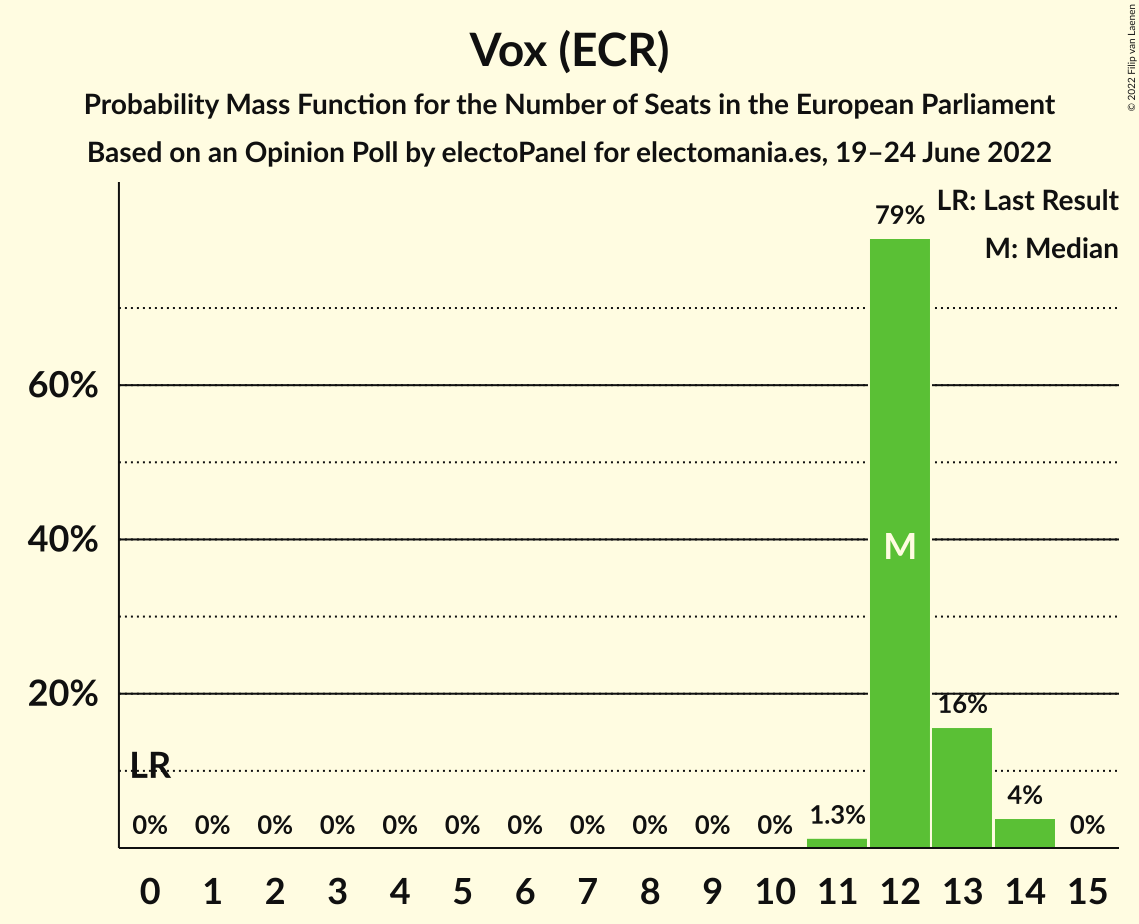 Vox (ECR)
Probability Mass Function for the Number of Seats in the European Parliament
Based on an Opinion Poll by electoPanel for electomania.es, 19–24 June 2022
© 2022 Filip van Laenen
LR: Last Result
M: Median
79%
60%
40%
M
20%
16%
LR
0% 0% 0% 0% 0% 0% 0% 0% 0% 0% 0% 1.3% 4% 0%
0 1 2 3 4 5 6 7 8 9 10 11 12 13 14 15